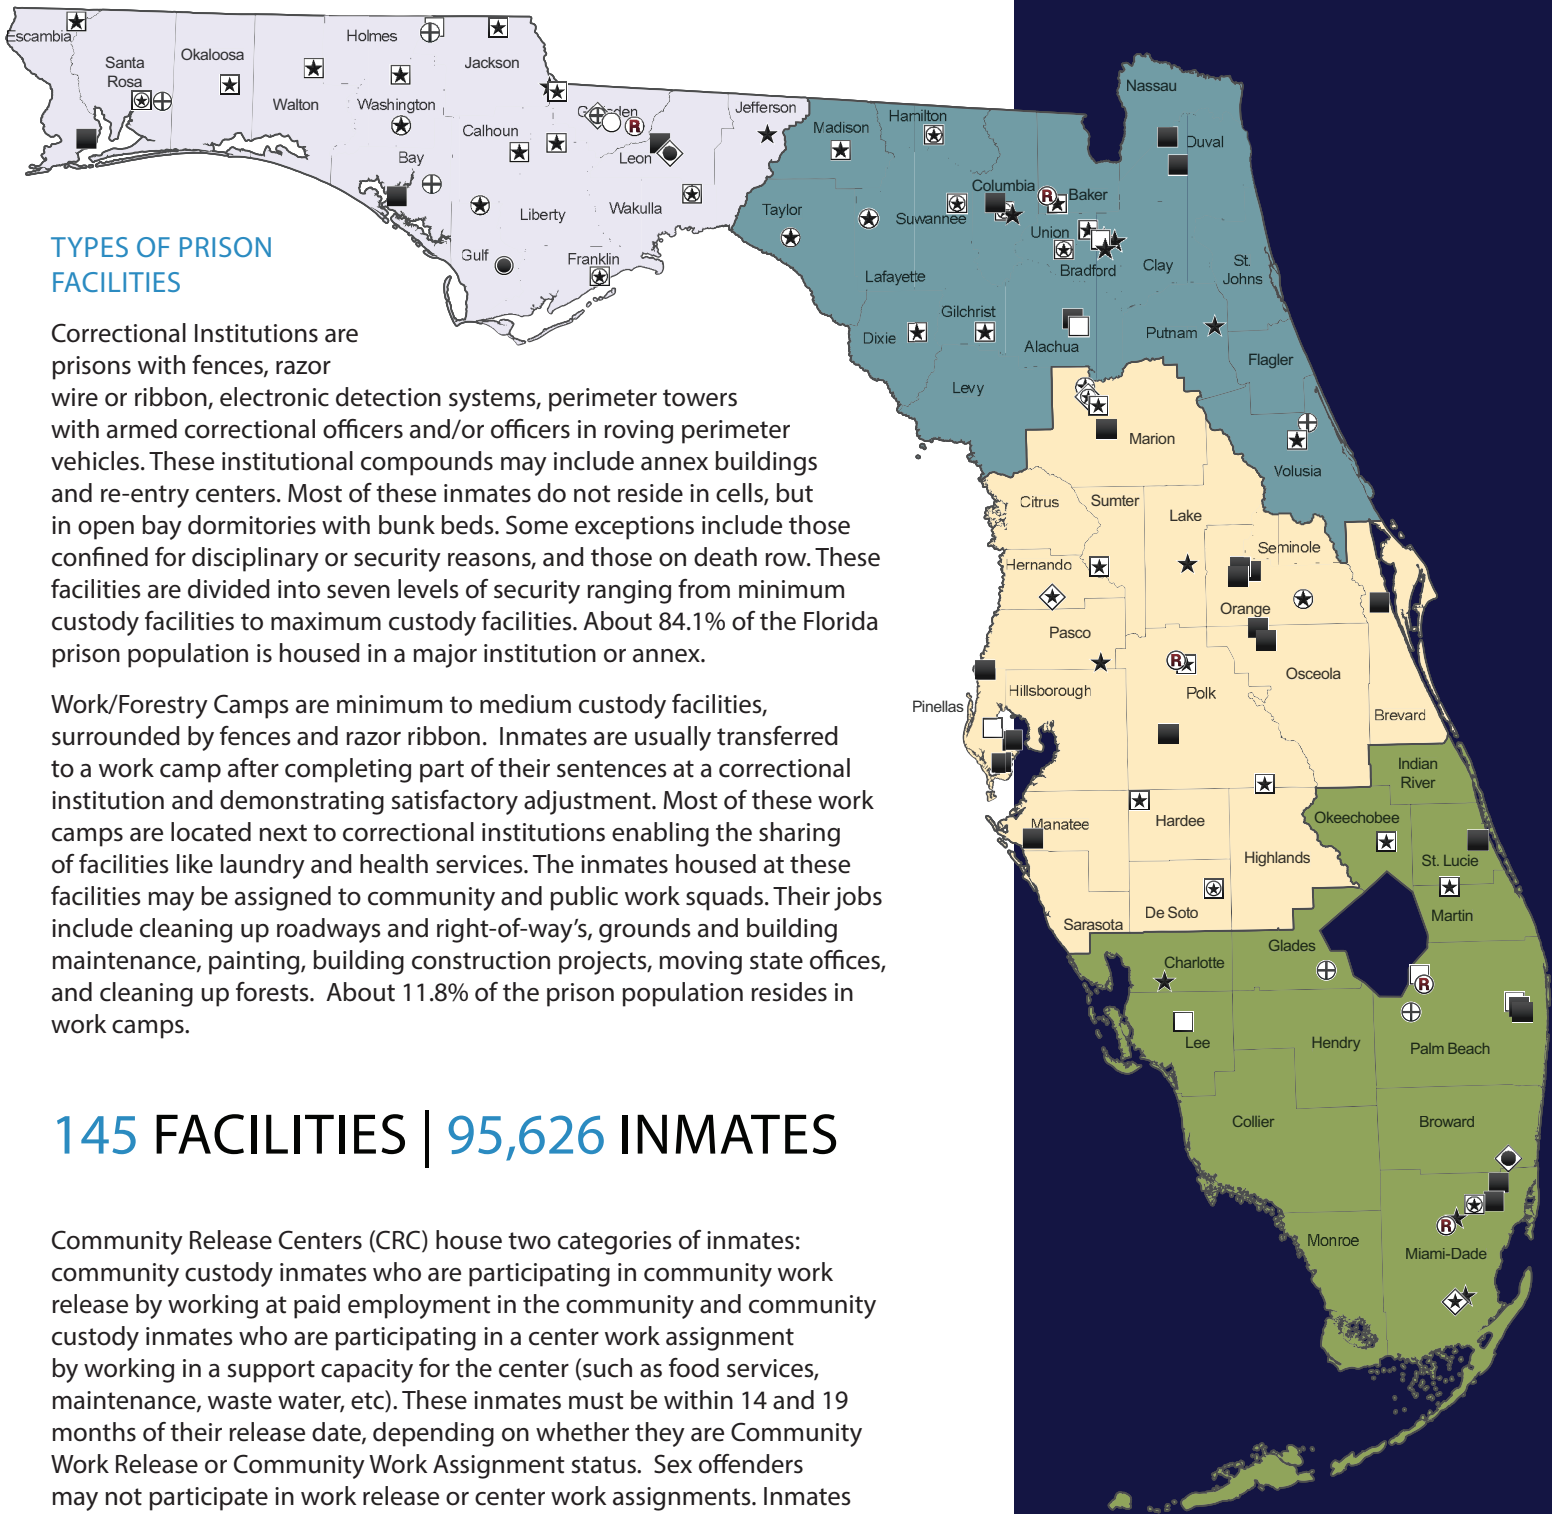 Escambia
Santa
Rosa
Okaloosa
Holmes
Jackson
Walton
Washington
Calhoun
Bay
Gulf
Liberty
Franklin
Leon
Wakulla
Jefferson
Madison
Hamilton
Taylor
Suwannee
Columbia
Baker
Nassau
Duval
Union
Bradford
Clay
St.
Johns
Lafayette
Dixie
Gilchrist
Alachua
Putnam
Flagler
Levy
Marion
Volusia
Citrus
Sumter
Lake
Seminole
Hernando
Orange
Pasco
Osceola
Hillsborough
Polk
Pinellas
Brevard
Indian
River
Manatee
Hardee
Okeechobee
Highlands
St. Lucie
De Soto
Sarasota
Martin
Glades
Charlotte
Lee
Hendry
Palm Beach
Collier
Broward
Monroe
Miami-Dade
R
R
R
R
R
TYPES OF PRISON
FACILITIES
Correctional Institutions are
prisons with fences, razor
wire or ribbon, electronic detection systems, perimeter towers
with armed correctional officers and/or officers in roving perimeter
vehicles. These institutional compounds may include annex buildings
and re-entry centers. Most of these inmates do not reside in cells, but
in open bay dormitories with bunk beds. Some exceptions include those
confined for disciplinary or security reasons, and those on death row. These
facilities are divided into seven levels of security ranging from minimum
custody facilities to maximum custody facilities. About 84.1% of the Florida
prison population is housed in a major institution or annex.
Work/Forestry Camps are minimum to medium custody facilities,
surrounded by fences and razor ribbon. Inmates are usually transferred
to a work camp after completing part of their sentences at a correctional
institution and demonstrating satisfactory adjustment. Most of these work
camps are located next to correctional institutions enabling the sharing
of facilities like laundry and health services. The inmates housed at these
facilities may be assigned to community and public work squads. Their jobs
include cleaning up roadways and right-of-way's, grounds and building
maintenance, painting, building construction projects, moving state offices,
and cleaning up forests. About 11.8% of the prison population resides in
work camps.
145 FACILITIES | 95,626 INMATES
Community Release Centers (CRC) house two categories of inmates:
community custody inmates who are participating in community work
release by working at paid employment in the community and community
custody inmates who are participating in a center work assignment
by working in a support capacity for the center (such as food services,
maintenance, waste water, etc). These inmates must be within 14 and 19
months of their release date, depending on whether they are Community
Work Release or Community Work Assignment status. Sex offenders
may not participate in work release or center work assignments. Inmates